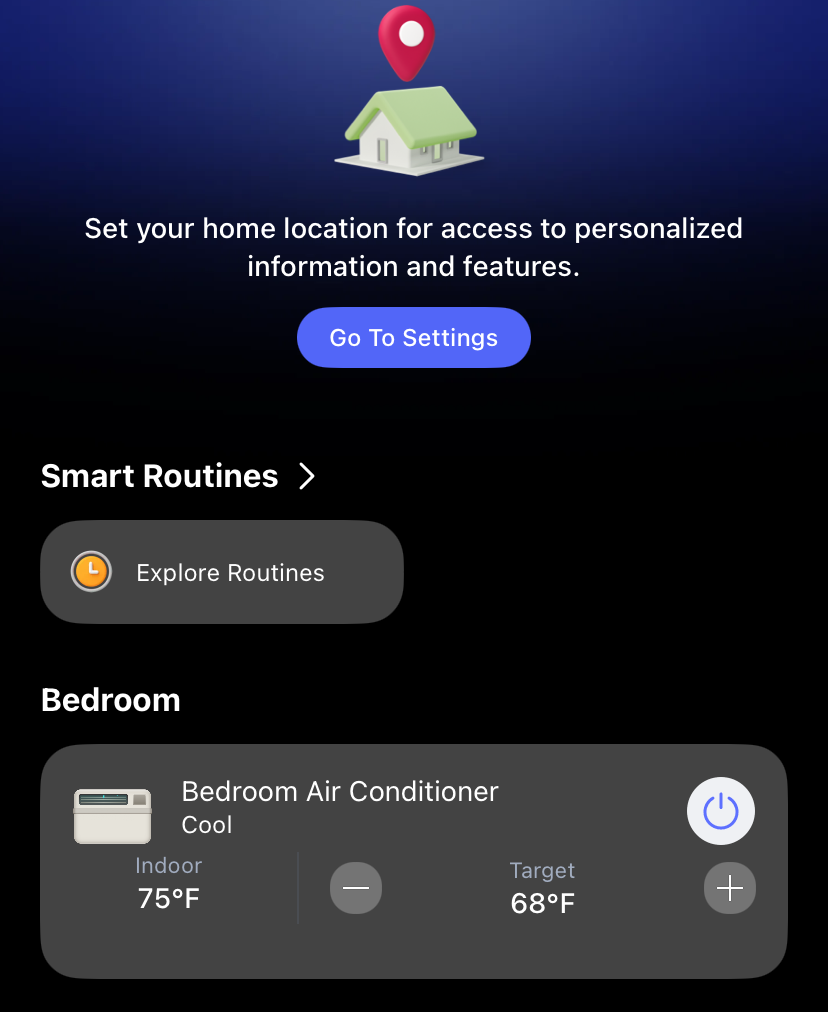 Set your home location for access to personalized
information and features.
Go To Settings
Smart Routines
Explore Routines
Bedroom
Bedroom Air Conditioner
Cool
Indoor
75°F
Target
68°F